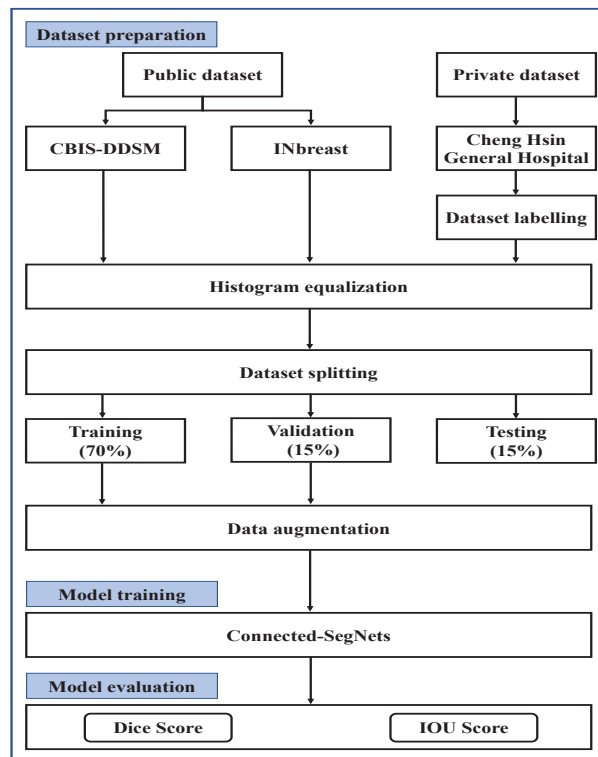 Dataset preparation
Public dataset
Private dataset
CBIS-DDSM
INbreast
Cheng Hsin
General Hospital
Dataset labelling
Histogram equalization
Dataset splitting
Training
(70%)
Validation
(15%)
Testing
(15%)
Data augmentation
Model training
Connected-SegNets
Model evaluation
Dice Score
IOU Score